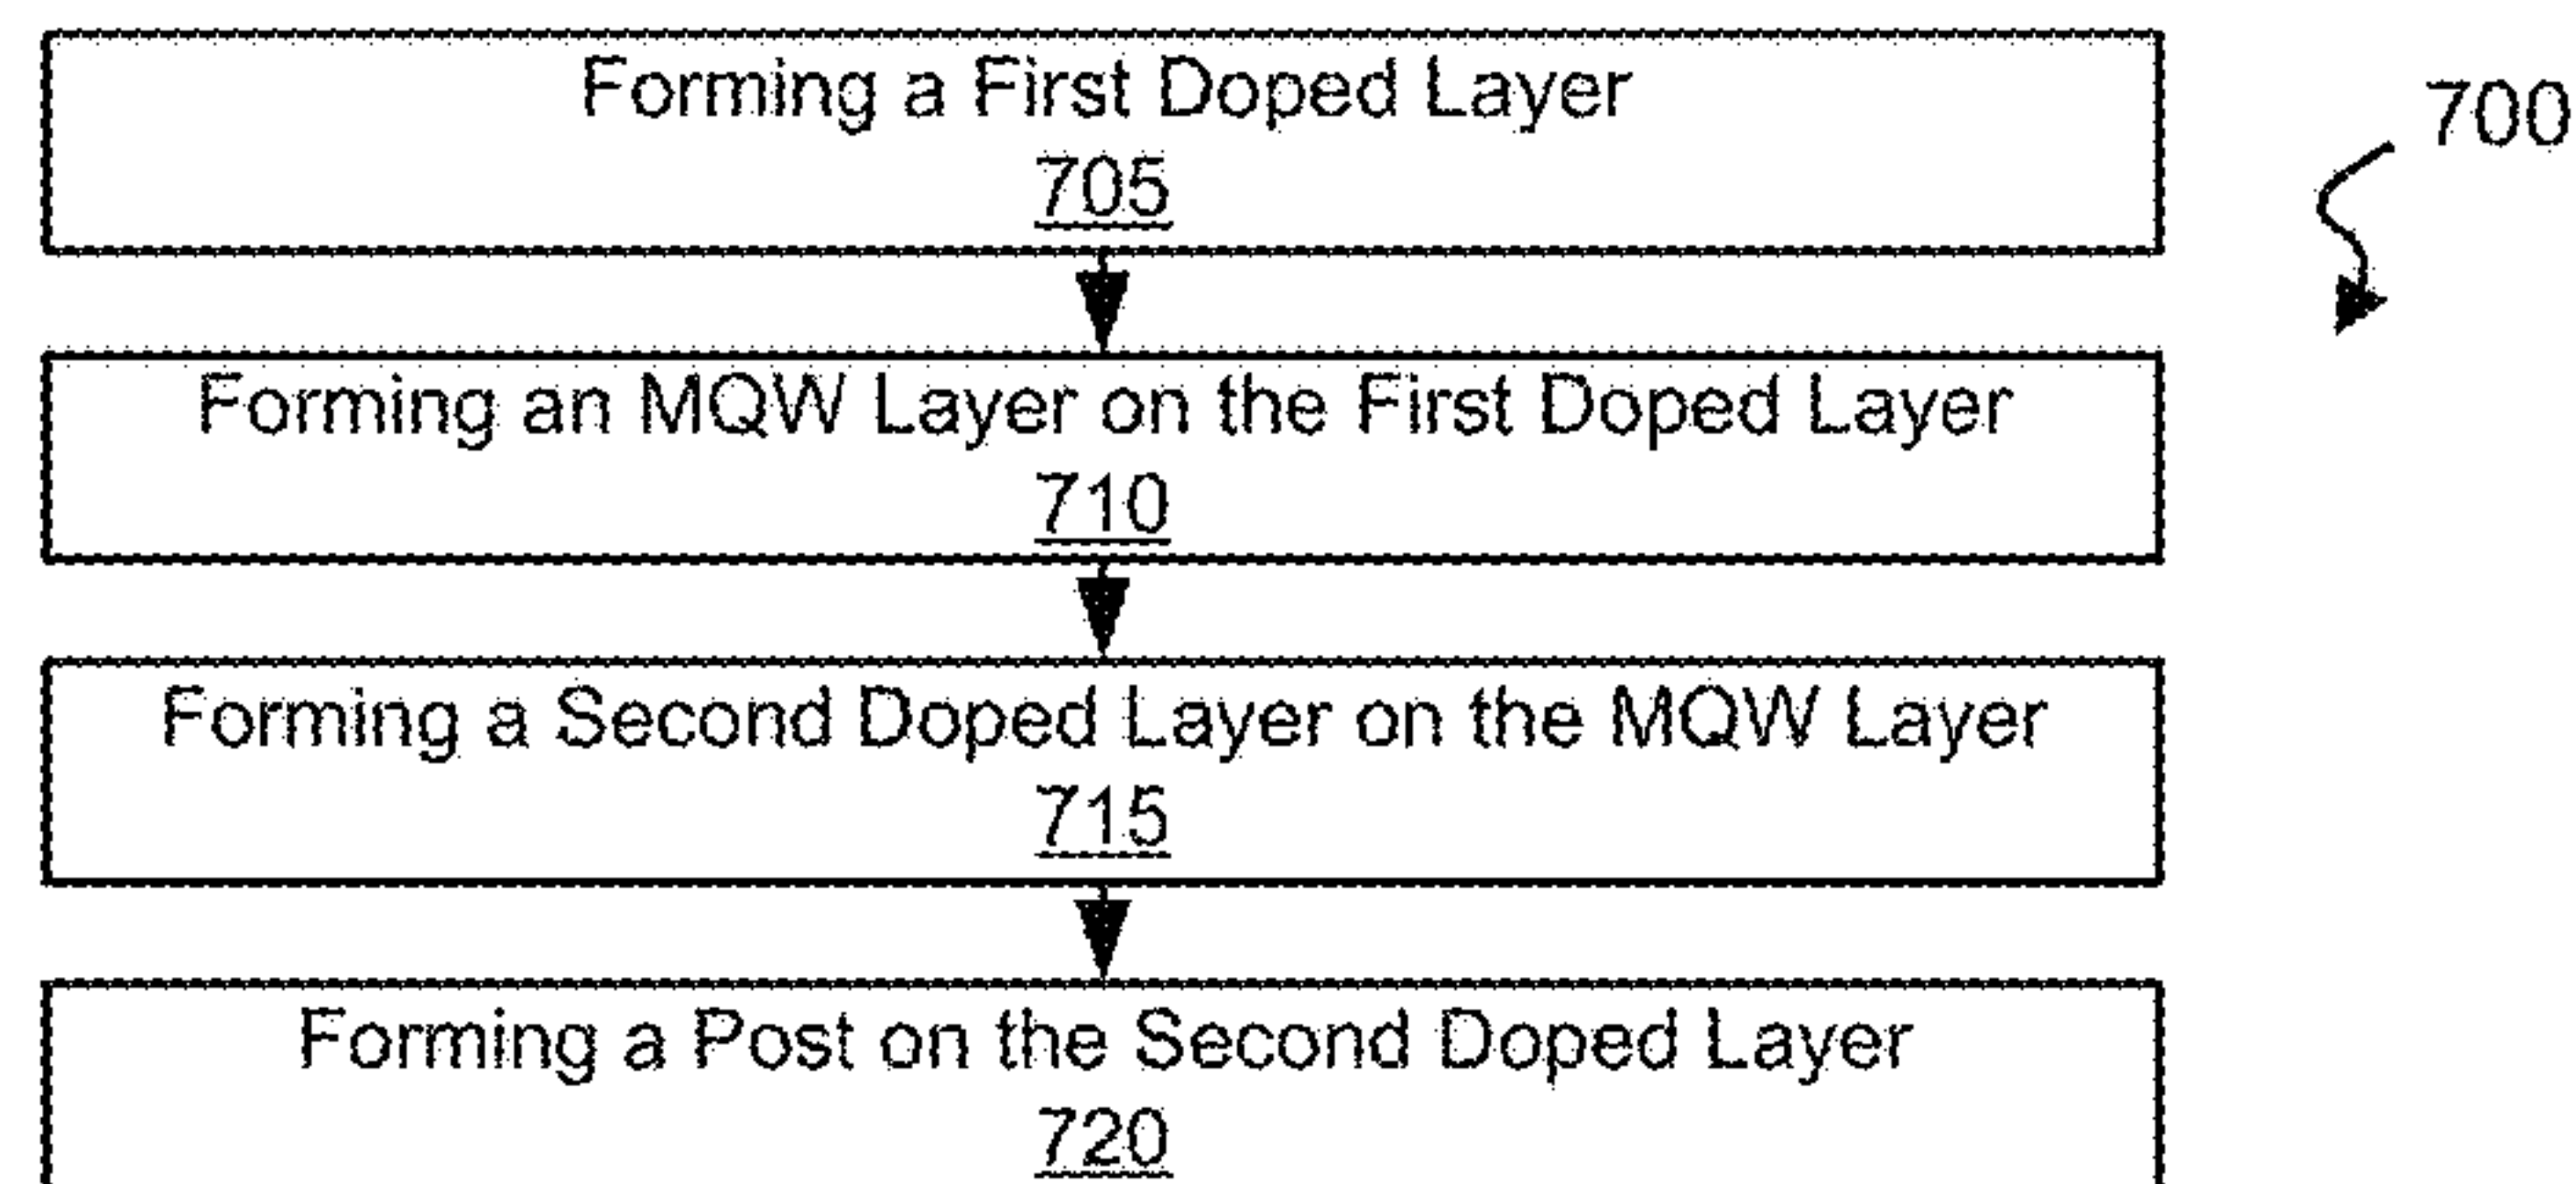 Forming a First Doped Layer
705
700
Forming an MQW Layer on the First Doped Layer
710
Forming a Second Doped Layer on the MQW Layer
715
Forming a Post on the Second Doped Layer
720